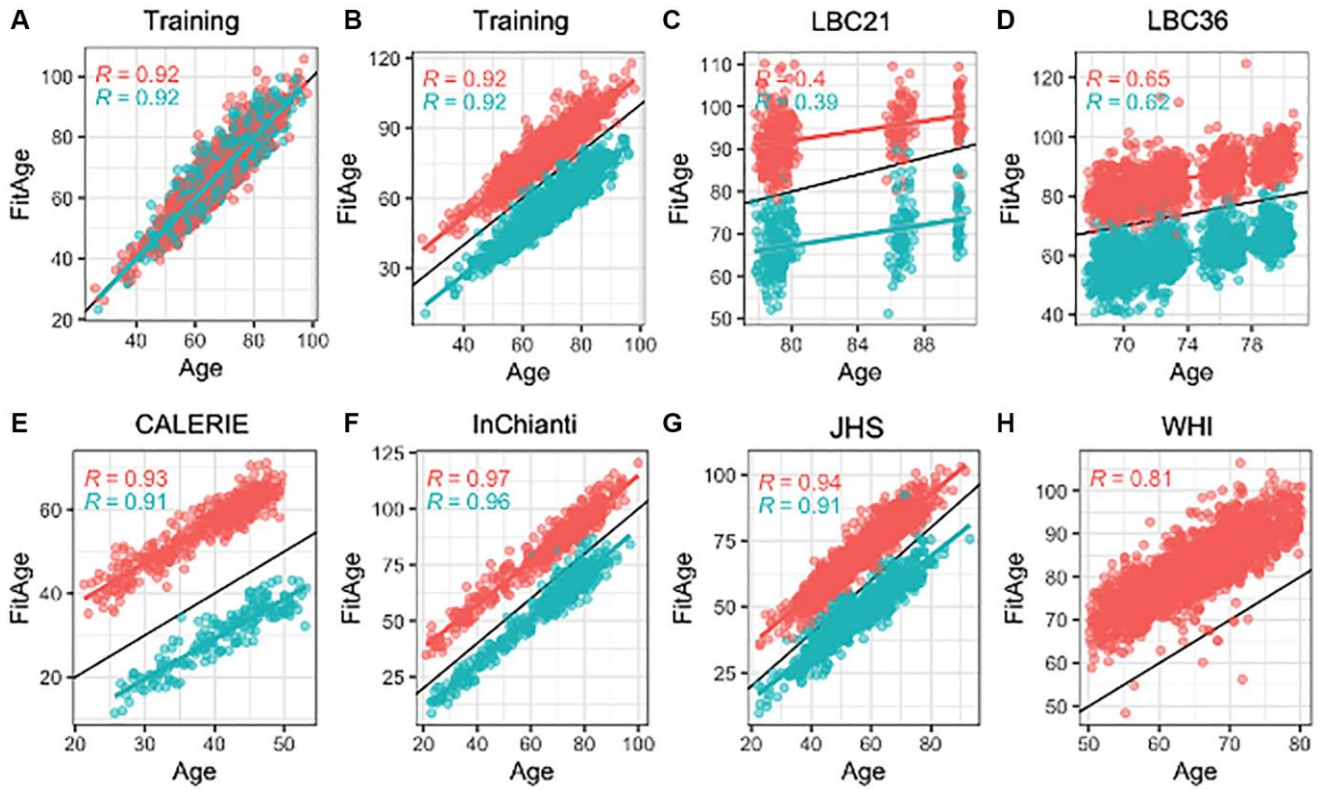 A Training
R = 0.92
R = 0.92
FitAge
100
80
60
40
20
40 60 80 100
Age
B Training
R = 0.92
R = 0.92
FitAge
120
90
60
30
40 60 80 100
Age
C LBC21
R = 0.4
R = 0.39
FitAge
110
100
90
80
70
60
50
80 84 88
Age
D LBC36
R = 0.65
R = 0.62
FitAge
120
100
80
60
40
70 74 78
Age
E CALERIE
R = 0.93
R = 0.91
FitAge
60
40
20
20 30 40 50
Age
F InChianti
R = 0.97
R = 0.96
FitAge
125
100
75
50
25
20 40 60 80 100
Age
G JHS
R = 0.94
R = 0.91
FitAge
100
75
50
25
20 40 60 80
Age
H WHI
R = 0.81
FitAge
100
90
80
70
60
50
50 60 70 80
Age